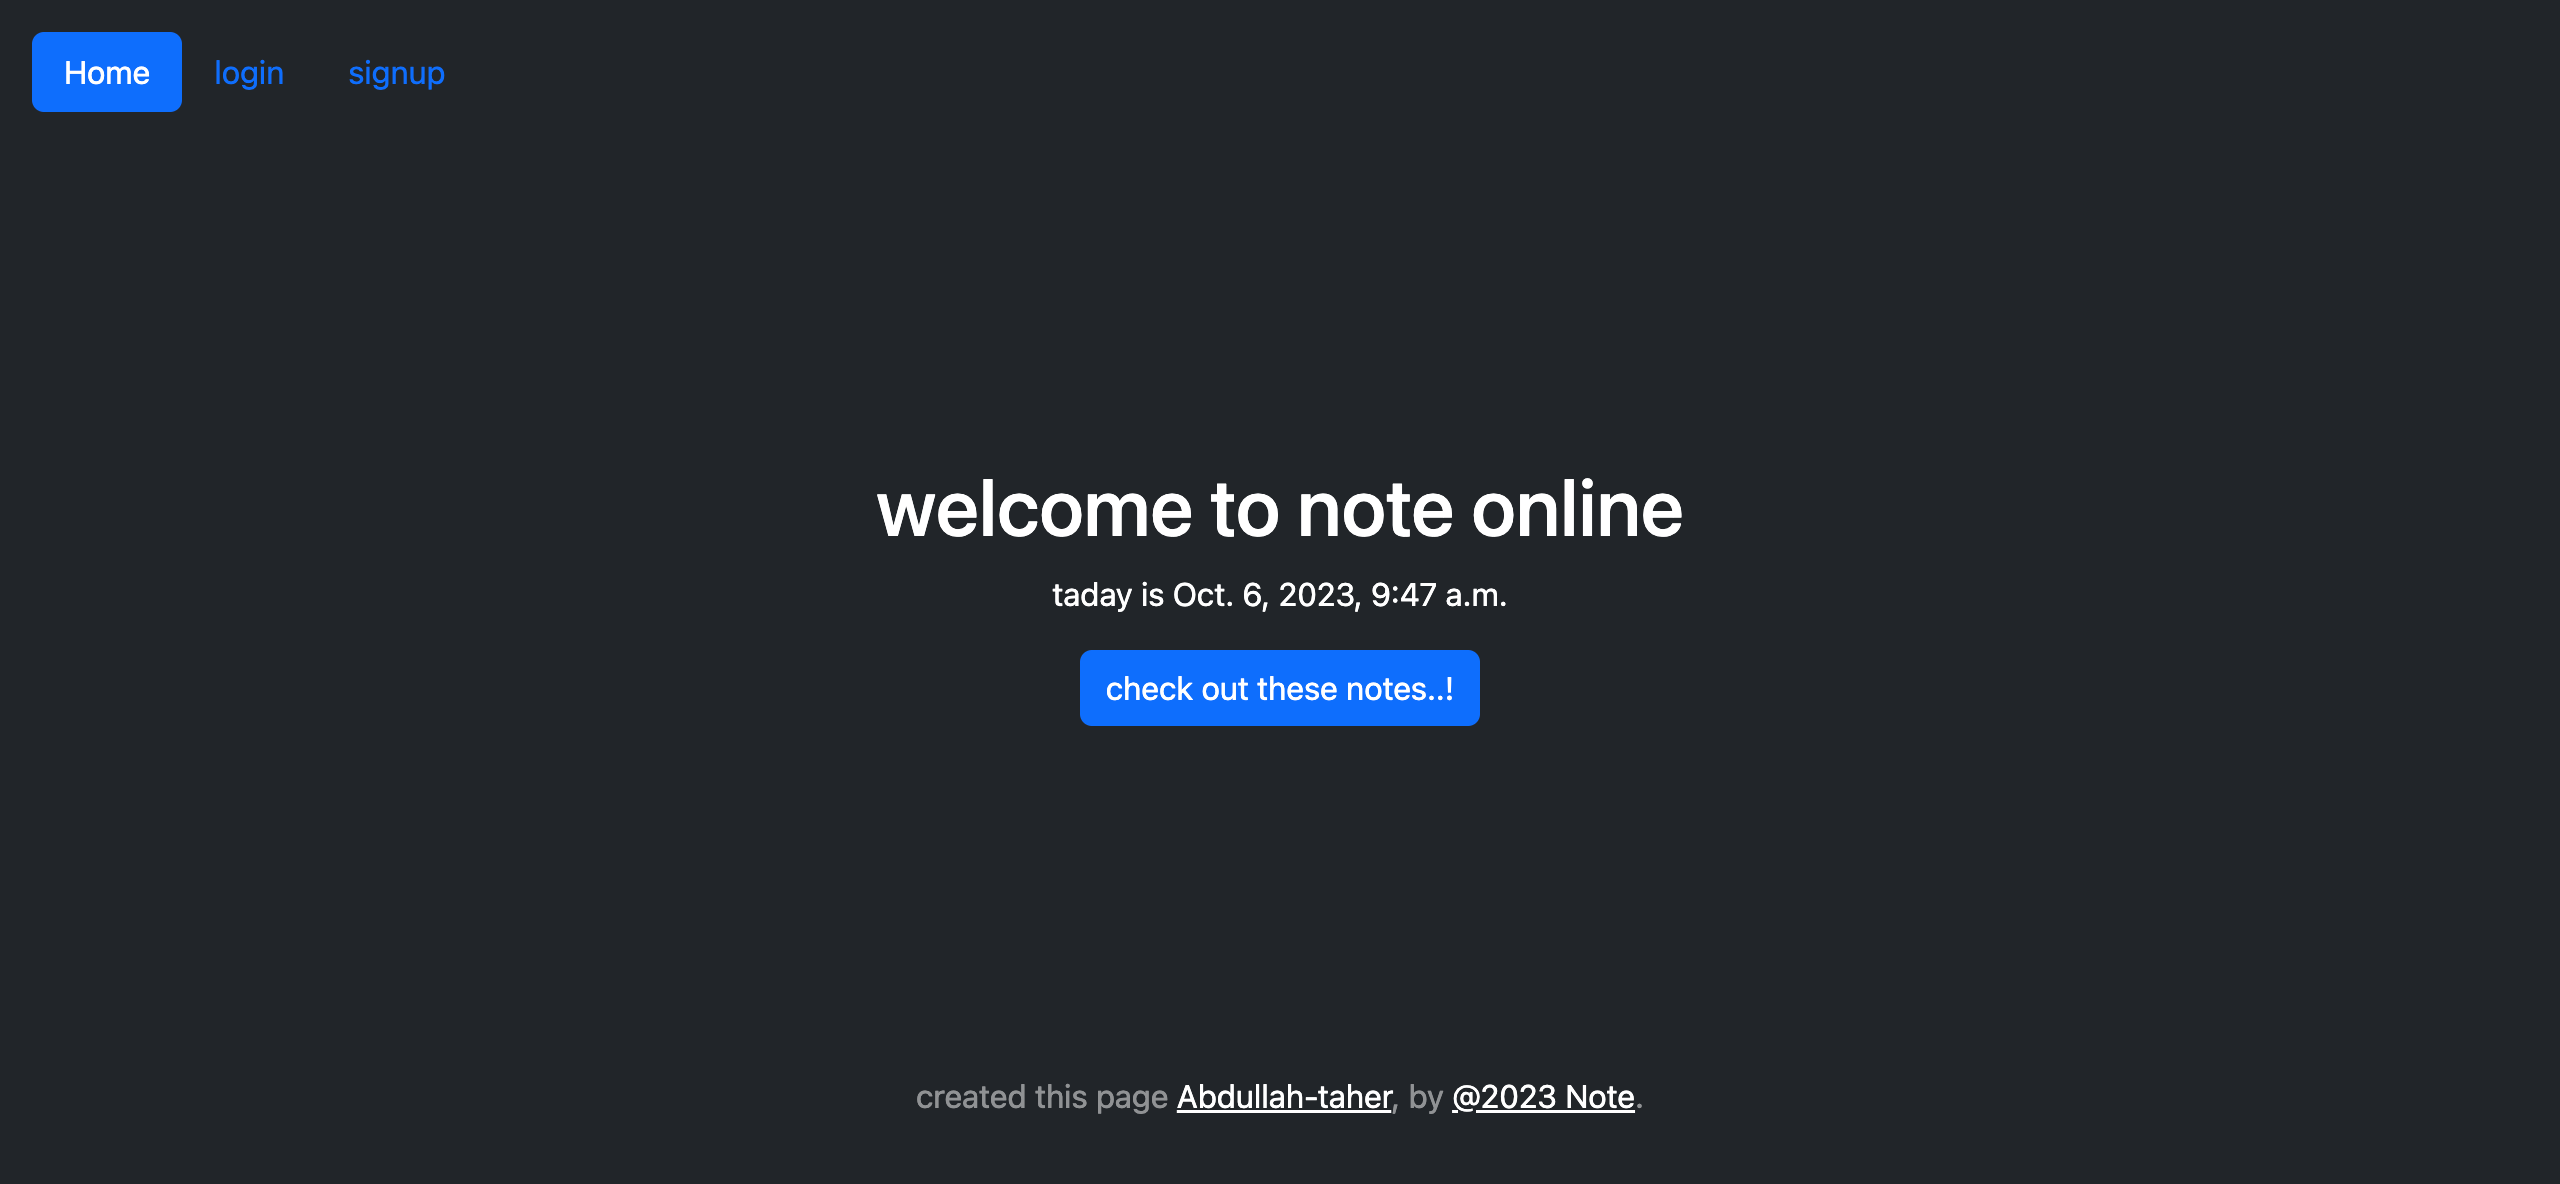 Home login signup
welcome to note online
taday is Oct. 6, 2023, 9:47 a.m.
check out these notes..!
created this page Abdullah-taher, by @2023 Note.